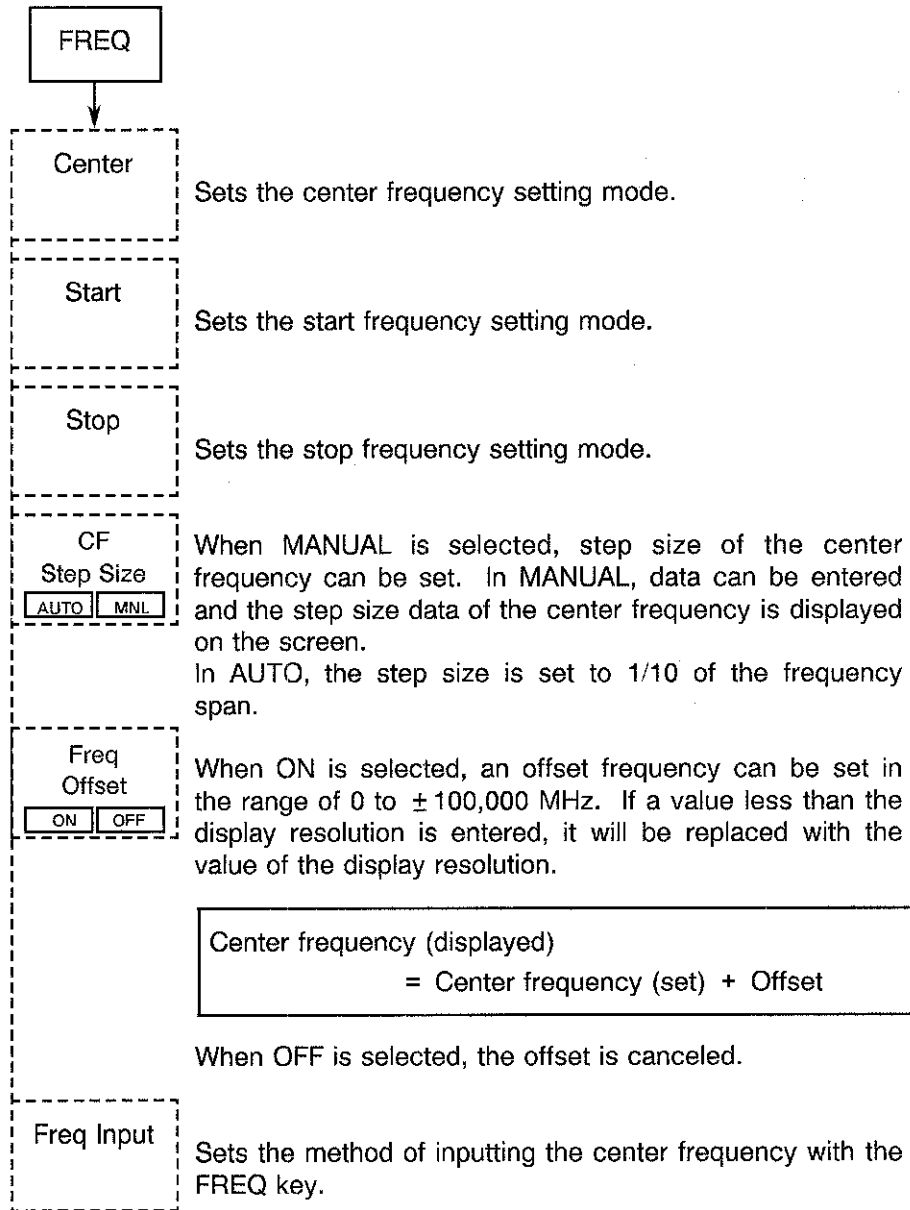 FREQ
Center
Sets the center frequency setting mode.
Start
Sets the start frequency setting mode.
Stop
Sets the stop frequency setting mode.
CF
Step Size
AUTO MNL
When MANUAL is selected, step size of the center
frequency can be set. In MANUAL, data can be entered
and the step size data of the center frequency is displayed
on the screen.
In AUTO, the step size is set to 1/10 of the frequency
span.
Freq
Offset
ON OFF
When ON is selected, an offset frequency can be set in
the range of 0 to ±100,000 MHz. If a value less than the
display resolution is entered, it will be replaced with the
value of the display resolution.
Center frequency (displayed)
= Center frequency (set) + Offset
When OFF is selected, the offset is canceled.
Freq Input
Sets the method of inputting the center frequency with the
FREQ key.